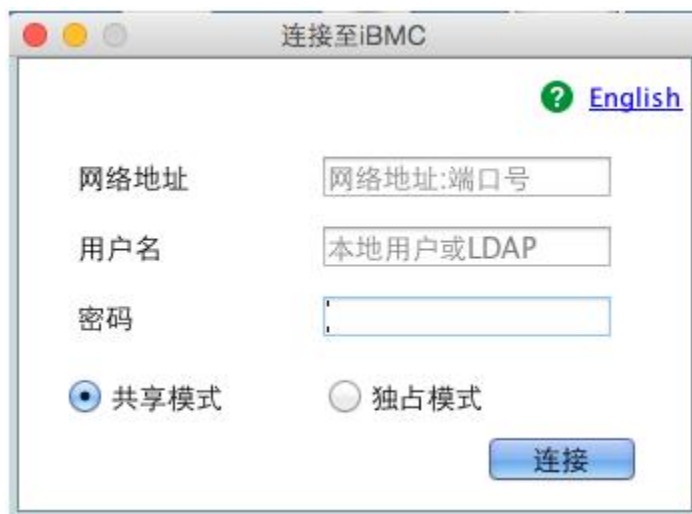 连接至iBMC
? English
网络地址 网络地址:端口号
用户名 本地用户或LDAP
密码
共享模式 独占模式
连接